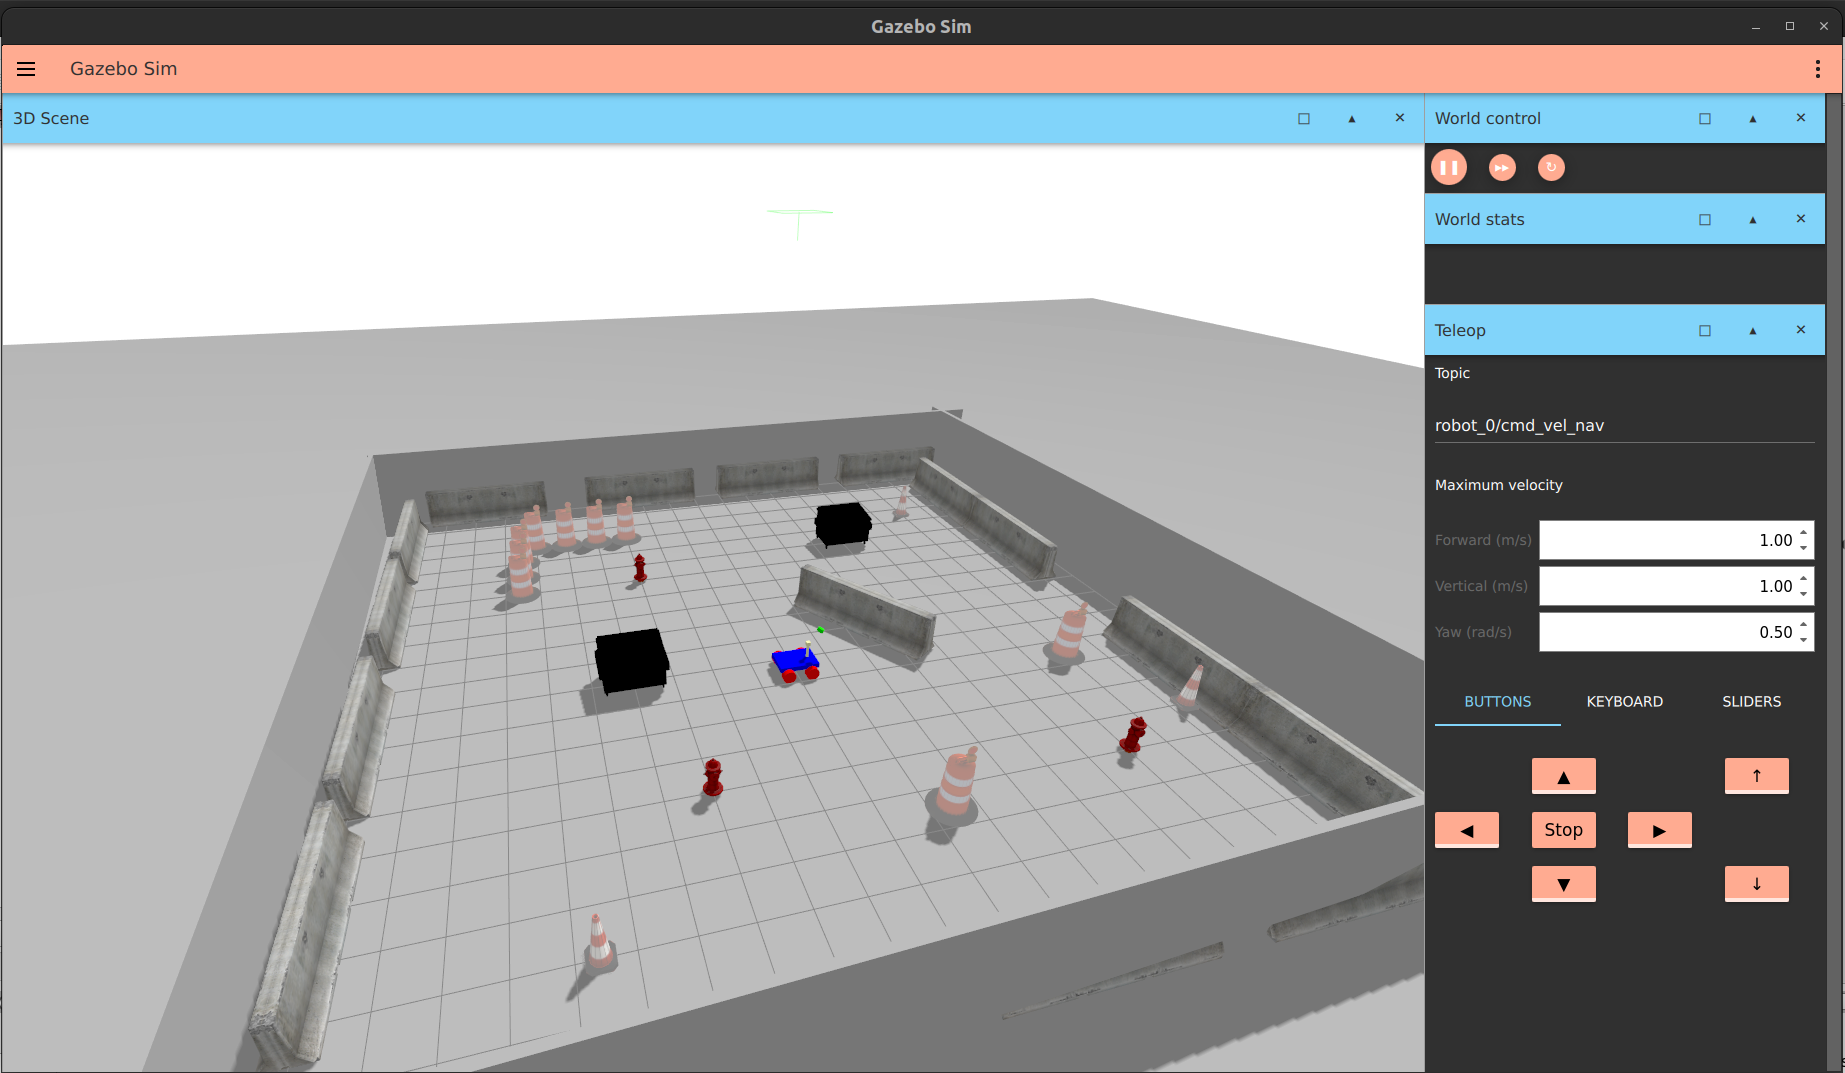 Gazebo Sim
Gazebo Sim
3D Scene
World control
World stats
Teleop
Topic
robot_0/cmd_vel_nav
Maximum velocity
Forward (m/s) 1.00
Vertical (m/s) 1.00
Yaw (rad/s) 0.50
BUTTONS KEYBOARD SLIDERS
Stop